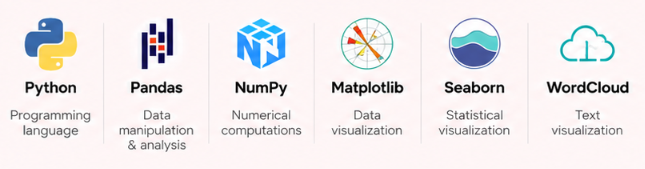 Python
Programming
language
Pandas
Data
manipulation
& analysis
NumPy
Numerical
computations
Matplotlib
Data
visualization
Seaborn
Statistical
visualization
WordCloud
Text
visualization